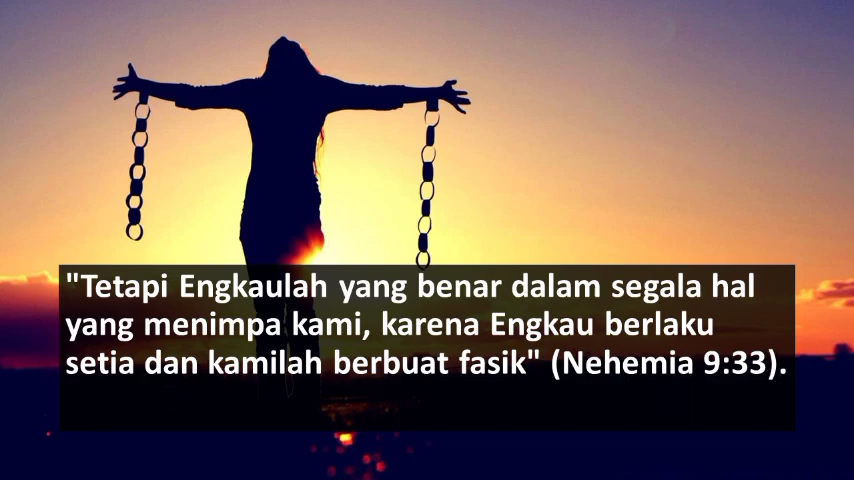 "Tetapi Engkaulah yang benar dalam segala hal
yang menimpa kami, karena Engkau berlaku
setia dan kamilah berbuat fasik" (Nehemia 9:33).